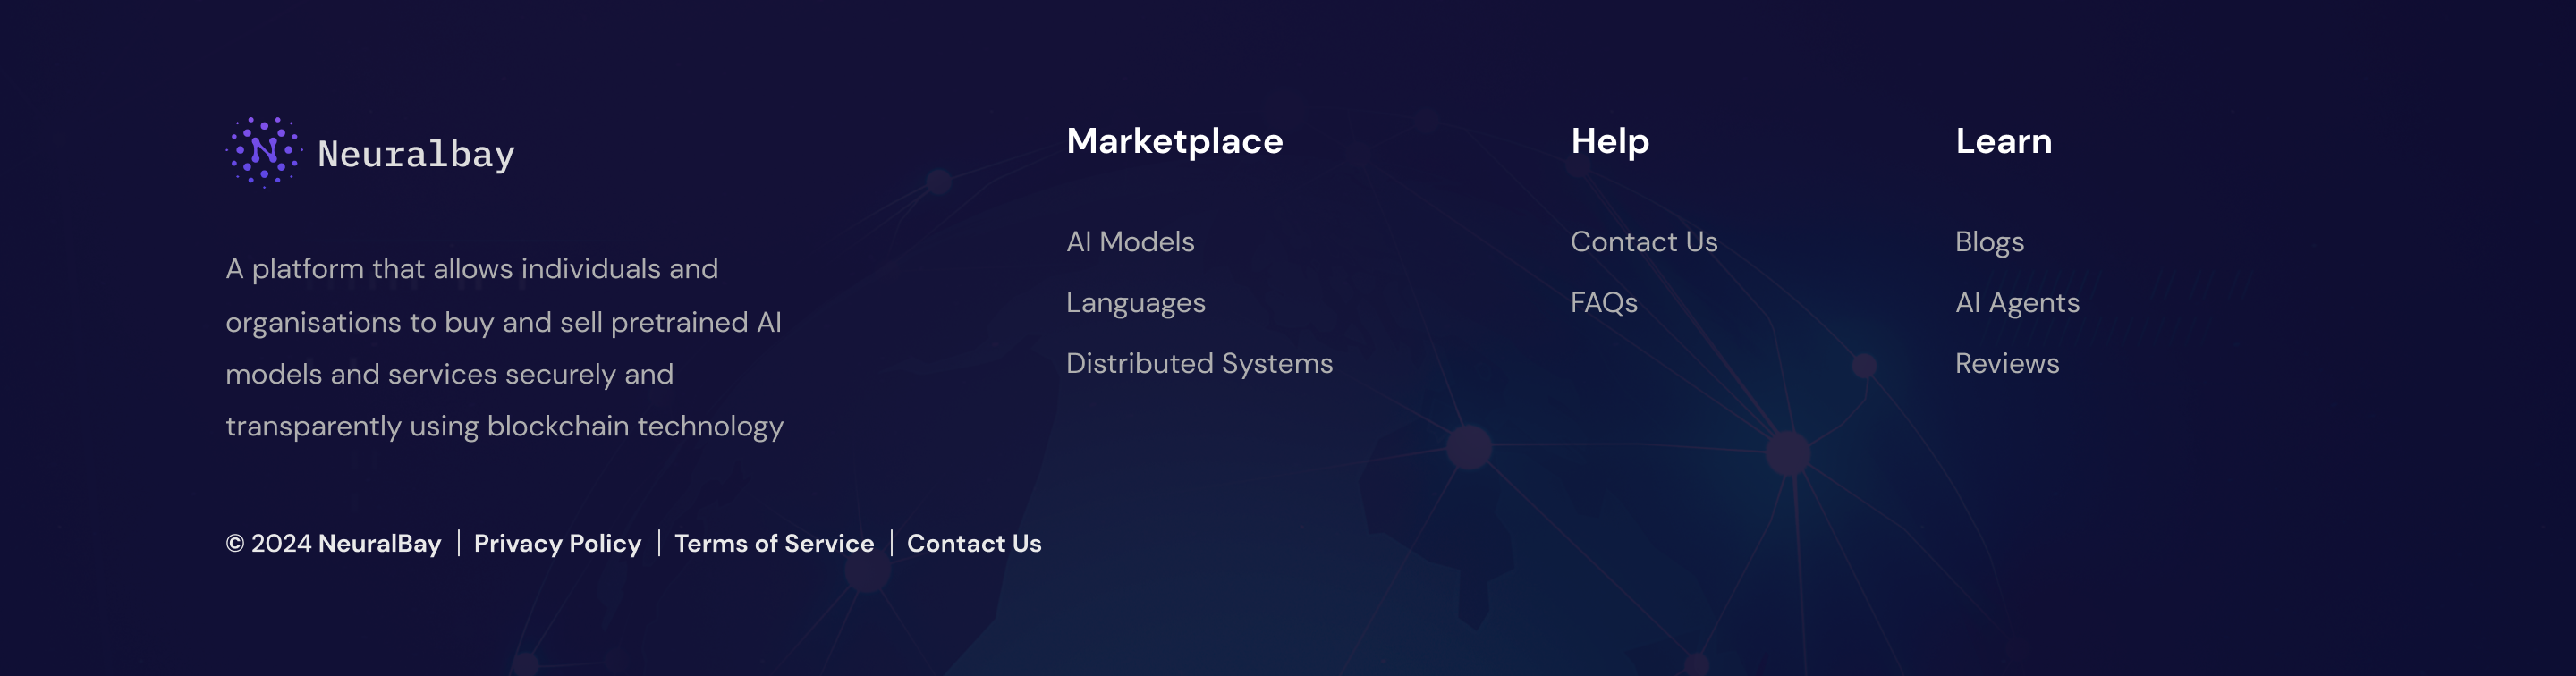 Neuralbay
A platform that allows individuals and
organisations to buy and sell pretrained AI
models and services securely and
transparently using blockchain technology
Marketplace
AI Models
Languages
Distributed Systems
Help
Contact Us
FAQs
Learn
Blogs
AI Agents
Reviews
© 2024 NeuralBay | Privacy Policy | Terms of Service | Contact Us